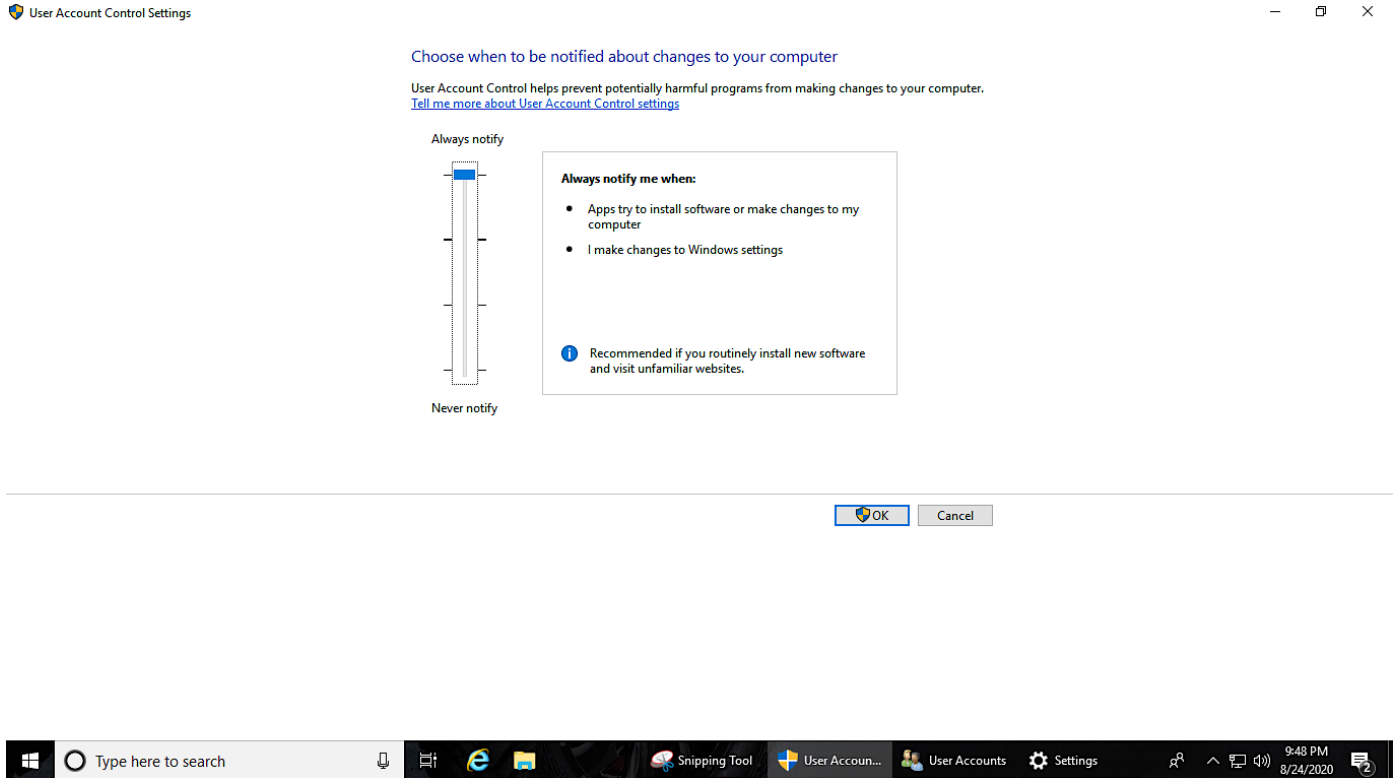 User Account Control Settings
Choose when to be notified about changes to your computer
User Account Control helps prevent potentially harmful programs from making changes to your computer.
Tell me more about User Account Control settings
Always notify
Always notify me when:
Apps try to install software or make changes to my
computer
I make changes to Windows settings
Recommended if you routinely install new software
and visit unfamiliar websites.
Never notify
OK
Cancel
Type here to search
Snipping Tool
User Accoun...
User Accounts
Settings
9:48 PM
8/24/2020
2